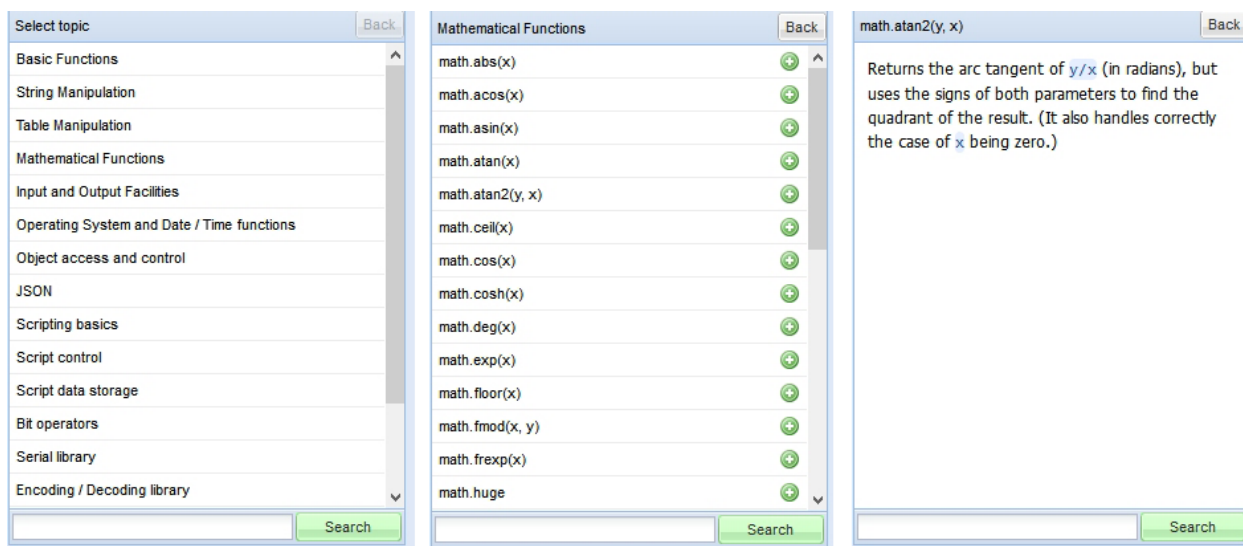 Select topic
Back
Basic Functions
String Manipulation
Table Manipulation
Mathematical Functions
Input and Output Facilities
Operating System and Date / Time functions
Object access and control
JSON
Scripting basics
Script control
Script data storage
Bit operators
Serial library
Encoding / Decoding library
Search
Mathematical Functions
Back
math.abs(x)
math.acos(x)
math.asin(x)
math.atan(x)
math.atan2(y, x)
math.ceil(x)
math.cos(x)
math.cosh(x)
math.deg(x)
math.exp(x)
math.floor(x)
math.fmod(x, y)
math.frexp(x)
math.huge
Search
math.atan2(y, x)
Back
Returns the arc tangent of y/x (in radians), but
uses the signs of both parameters to find the
quadrant of the result. (It also handles correctly
the case of x being zero.)
Search